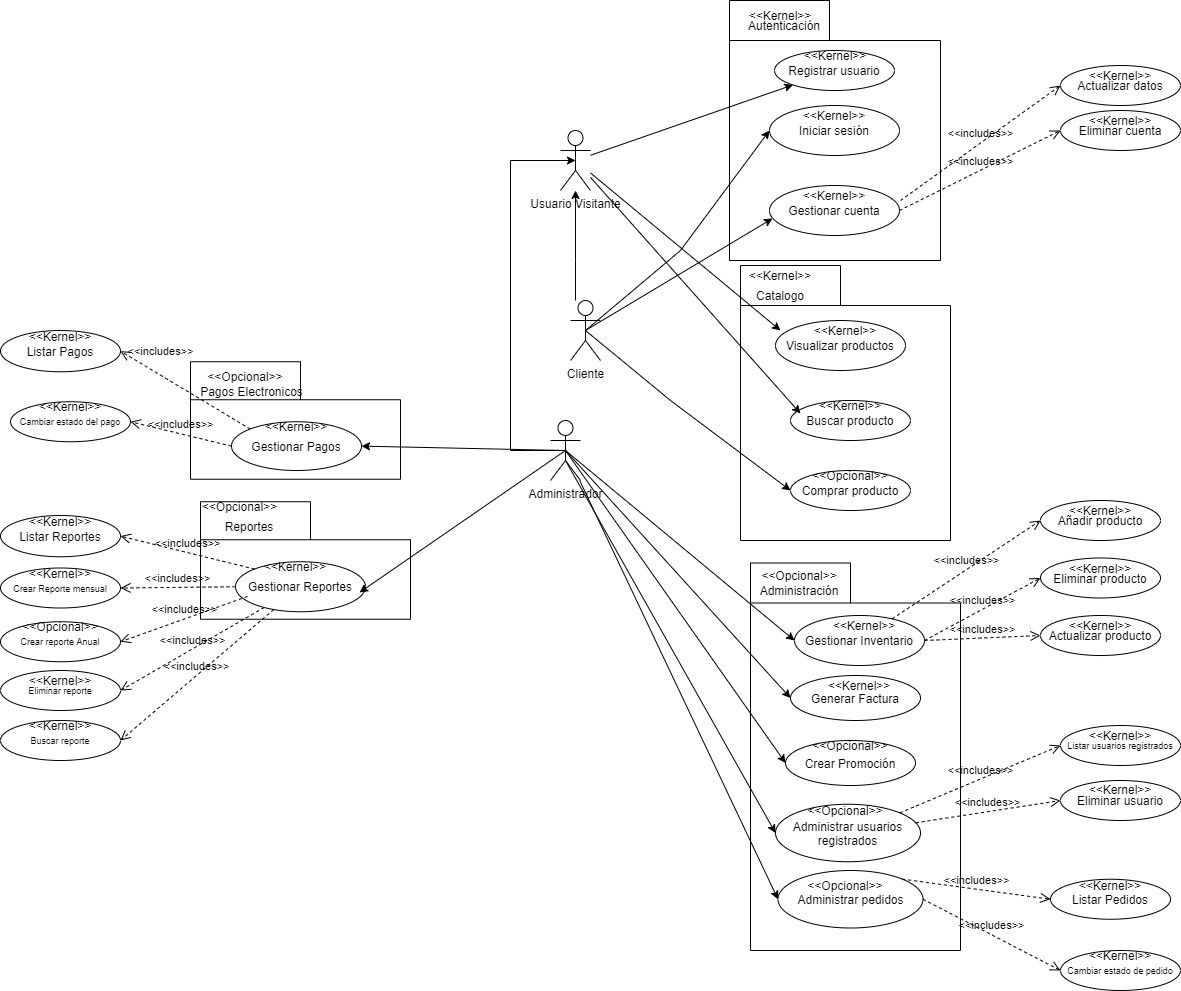 <<Kernel>>
Autenticación
<<Kernel>>
Registrar usuario
<<Kernel>>
Iniciar sesión
<<Kernel>>
Gestionar cuenta
<<includes>>
<<includes>>
<<Kernel>>
Actualizar datos
<<Kernel>>
Eliminar cuenta
Usuario Visitante
Cliente
Administrador
<<Kernel>>
Catalogo
<<Kernel>>
Visualizar productos
<<Kernel>>
Buscar producto
<<Opcional>>
Comprar producto
<<Kernel>>
Listar Pagos
<<includes>>
<<Kernel>>
Cambiar estado del pago
<<includes>>
<<Opcional>>
Pagos Electronicos
<<Kernel>>
Gestionar Pagos
<<Opcional>>
Reportes
<<Kernel>>
Gestionar Reportes
<<Kernel>>
Listar Reportes
<<includes>>
<<Kernel>>
Crear Reporte mensual
<<includes>>
<<Opcional>>
Crear reporte Anual
<<includes>>
<<Kernel>>
Eliminar reporte
<<includes>>
<<Kernel>>
Buscar reporte
<<includes>>
<<Opcional>>
Administración
<<Kernel>>
Gestionar Inventario
<<Kernel>>
Generar Factura
<<Opcional>>
Crear Promoción
<<Opcional>>
Administrar usuarios
registrados
<<Opcional>>
Administrar pedidos
<<includes>>
<<Kernel>>
Añadir producto
<<includes>>
<<Kernel>>
Eliminar producto
<<includes>>
<<Kernel>>
Actualizar producto
<<includes>>
<<Kernel>>
Listar usuarios registrados
<<includes>>
<<Kernel>>
Eliminar usuario
<<includes>>
<<Kernel>>
Listar Pedidos
<<includes>>
<<Kernel>>
Cambiar estado de pedido